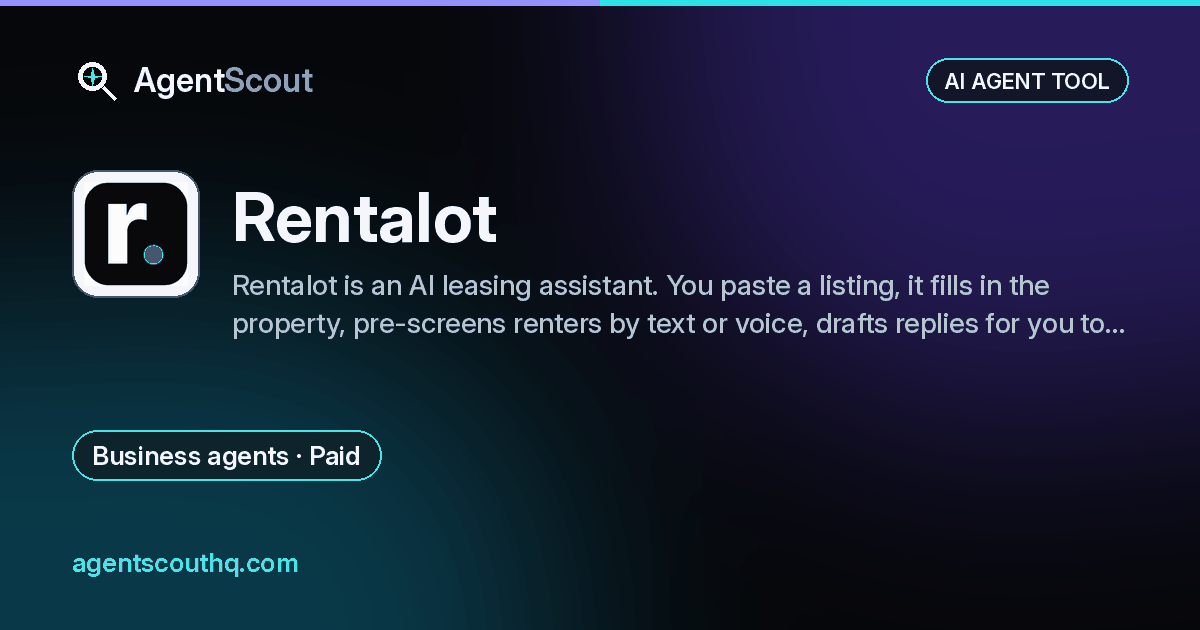 AgentScout
AI AGENT TOOL
r.
Rentalot
Rentalot is an AI leasing assistant. You paste a listing, it fills in the
property, pre-screens renters by text or voice, drafts replies for you to...
Business agents · Paid
agentscouthq.com